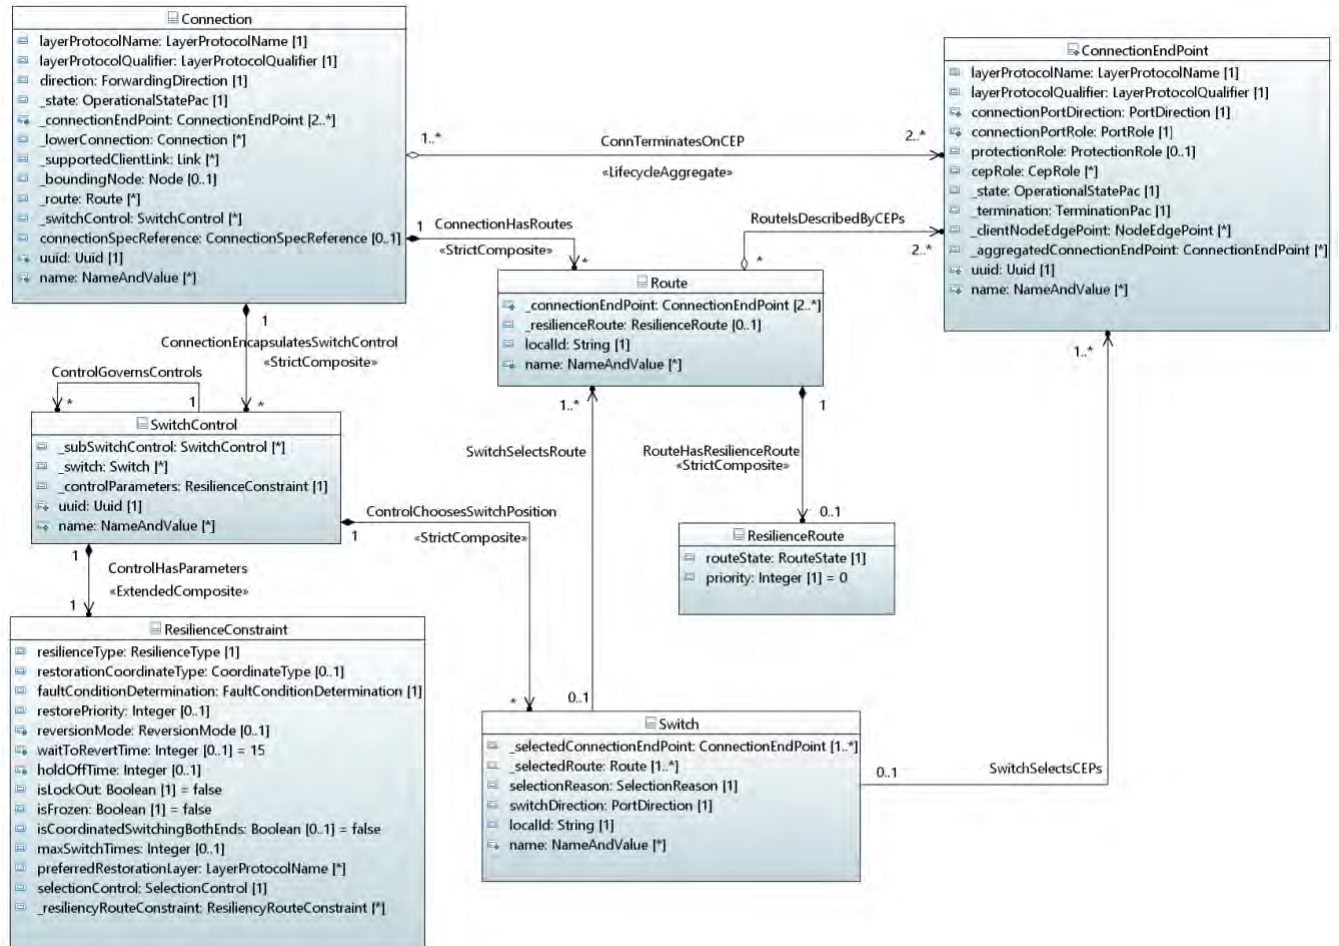 Connection
layerProtocolName: LayerProtocolName [1]
layerProtocolQualifier: LayerProtocolQualifier [1]
direction: ForwardingDirection [1]
_state: OperationalStatePac [1]
_connectionEndPoint: ConnectionEndPoint [2..*]
_lowerConnection: Connection [*]
_supportedClientLink: Link [*]
_boundingNode: Node [0..1]
_route: Route [*]
_switchControl: SwitchControl [*]
connectionSpecReference: ConnectionSpecReference [0..1]
uuid: Uuid [1]
name: NameAndValue [*]
ConnectionEndPoint
layerProtocolName: LayerProtocolName [1]
layerProtocolQualifier: LayerProtocolQualifier [1]
connectionPortDirection: PortDirection [1]
connectionPortRole: PortRole [1]
protectionRole: ProtectionRole [0..1]
cepRole: CepRole [*]
_state: OperationalStatePac [1]
_termination: TerminationPac [1]
_clientNodeEdgePoint: NodeEdgePoint [*]
_aggregatedConnectionEndPoint: ConnectionEndPoint [*]
uuid: Uuid [1]
name: NameAndValue [*]
1..*
ConnTerminatesOnCEP
2..*
«LifecycleAggregate»
1
ConnectionHasRoutes
«StrictComposite»
*
RouteIsDescribedByCEPs
*
2..*
Route
_connectionEndPoint: ConnectionEndPoint [2..*]
_resilienceRoute: ResilienceRoute [0..1]
localId: String [1]
name: NameAndValue [*]
1
ConnectionEncapsulatesSwitchControl
«StrictComposite»
*
ControlGovernsControls
*
1
SwitchControl
_subSwitchControl: SwitchControl [*]
_switch: Switch [*]
_controlParameters: ResilienceConstraint [1]
uuid: Uuid [1]
name: NameAndValue [*]
1..*
SwitchSelectsRoute
0..1
1
RouteHasResilienceRoute
«StrictComposite»
0..1
1..*
ControlChoosesSwitchPosition
1
«StrictComposite»
*
ResilienceRoute
routeState: RouteState [1]
priority: Integer [1] = 0
1
ControlHasParameters
«ExtendedComposite»
1
ResilienceConstraint
resilienceType: ResilienceType [1]
restorationCoordinateType: CoordinateType [0..1]
faultConditionDetermination: FaultConditionDetermination [1]
restorePriority: Integer [0..1]
reversionMode: ReversionMode [0..1]
waitToRevertTime: Integer [0..1] = 15
holdOffTime: Integer [0..1]
isLockOut: Boolean [1] = false
isFrozen: Boolean [1] = false
isCoordinatedSwitchingBothEnds: Boolean [0..1] = false
maxSwitchTimes: Integer [0..1]
preferredRestorationLayer: LayerProtocolName [*]
selectionControl: SelectionControl [1]
_resiliencyRouteConstraint: ResiliencyRouteConstraint [*]
Switch
_selectedConnectionEndPoint: ConnectionEndPoint [1..*]
_selectedRoute: Route [1..*]
selectionReason: SelectionReason [1]
switchDirection: PortDirection [1]
localId: String [1]
name: NameAndValue [*]
0..1
SwitchSelectsCEPs